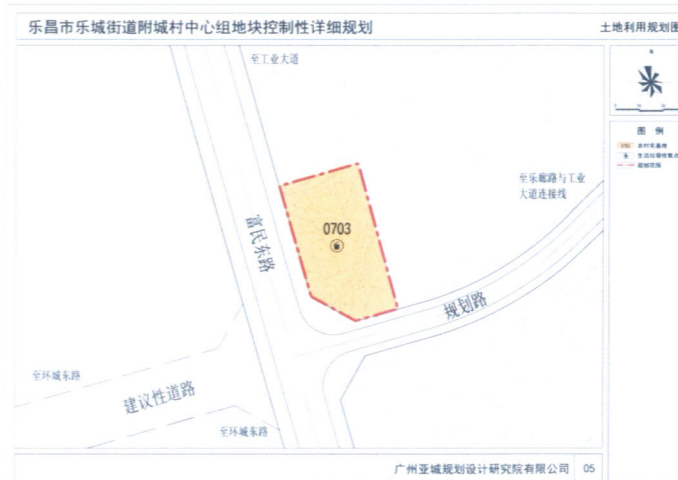 乐昌市乐城街道附城村中心组地块控制性详细规划
土地利用规划图
至工业大道
N
图 例
0703 农村宅基地
生活垃圾收集点
规划范围
至乐廊路与工业
大道连接线
0703
富民东路
规划路
至环城东路
建议性道路
至环城东路
广州亚城规划设计研究院有限公司
05